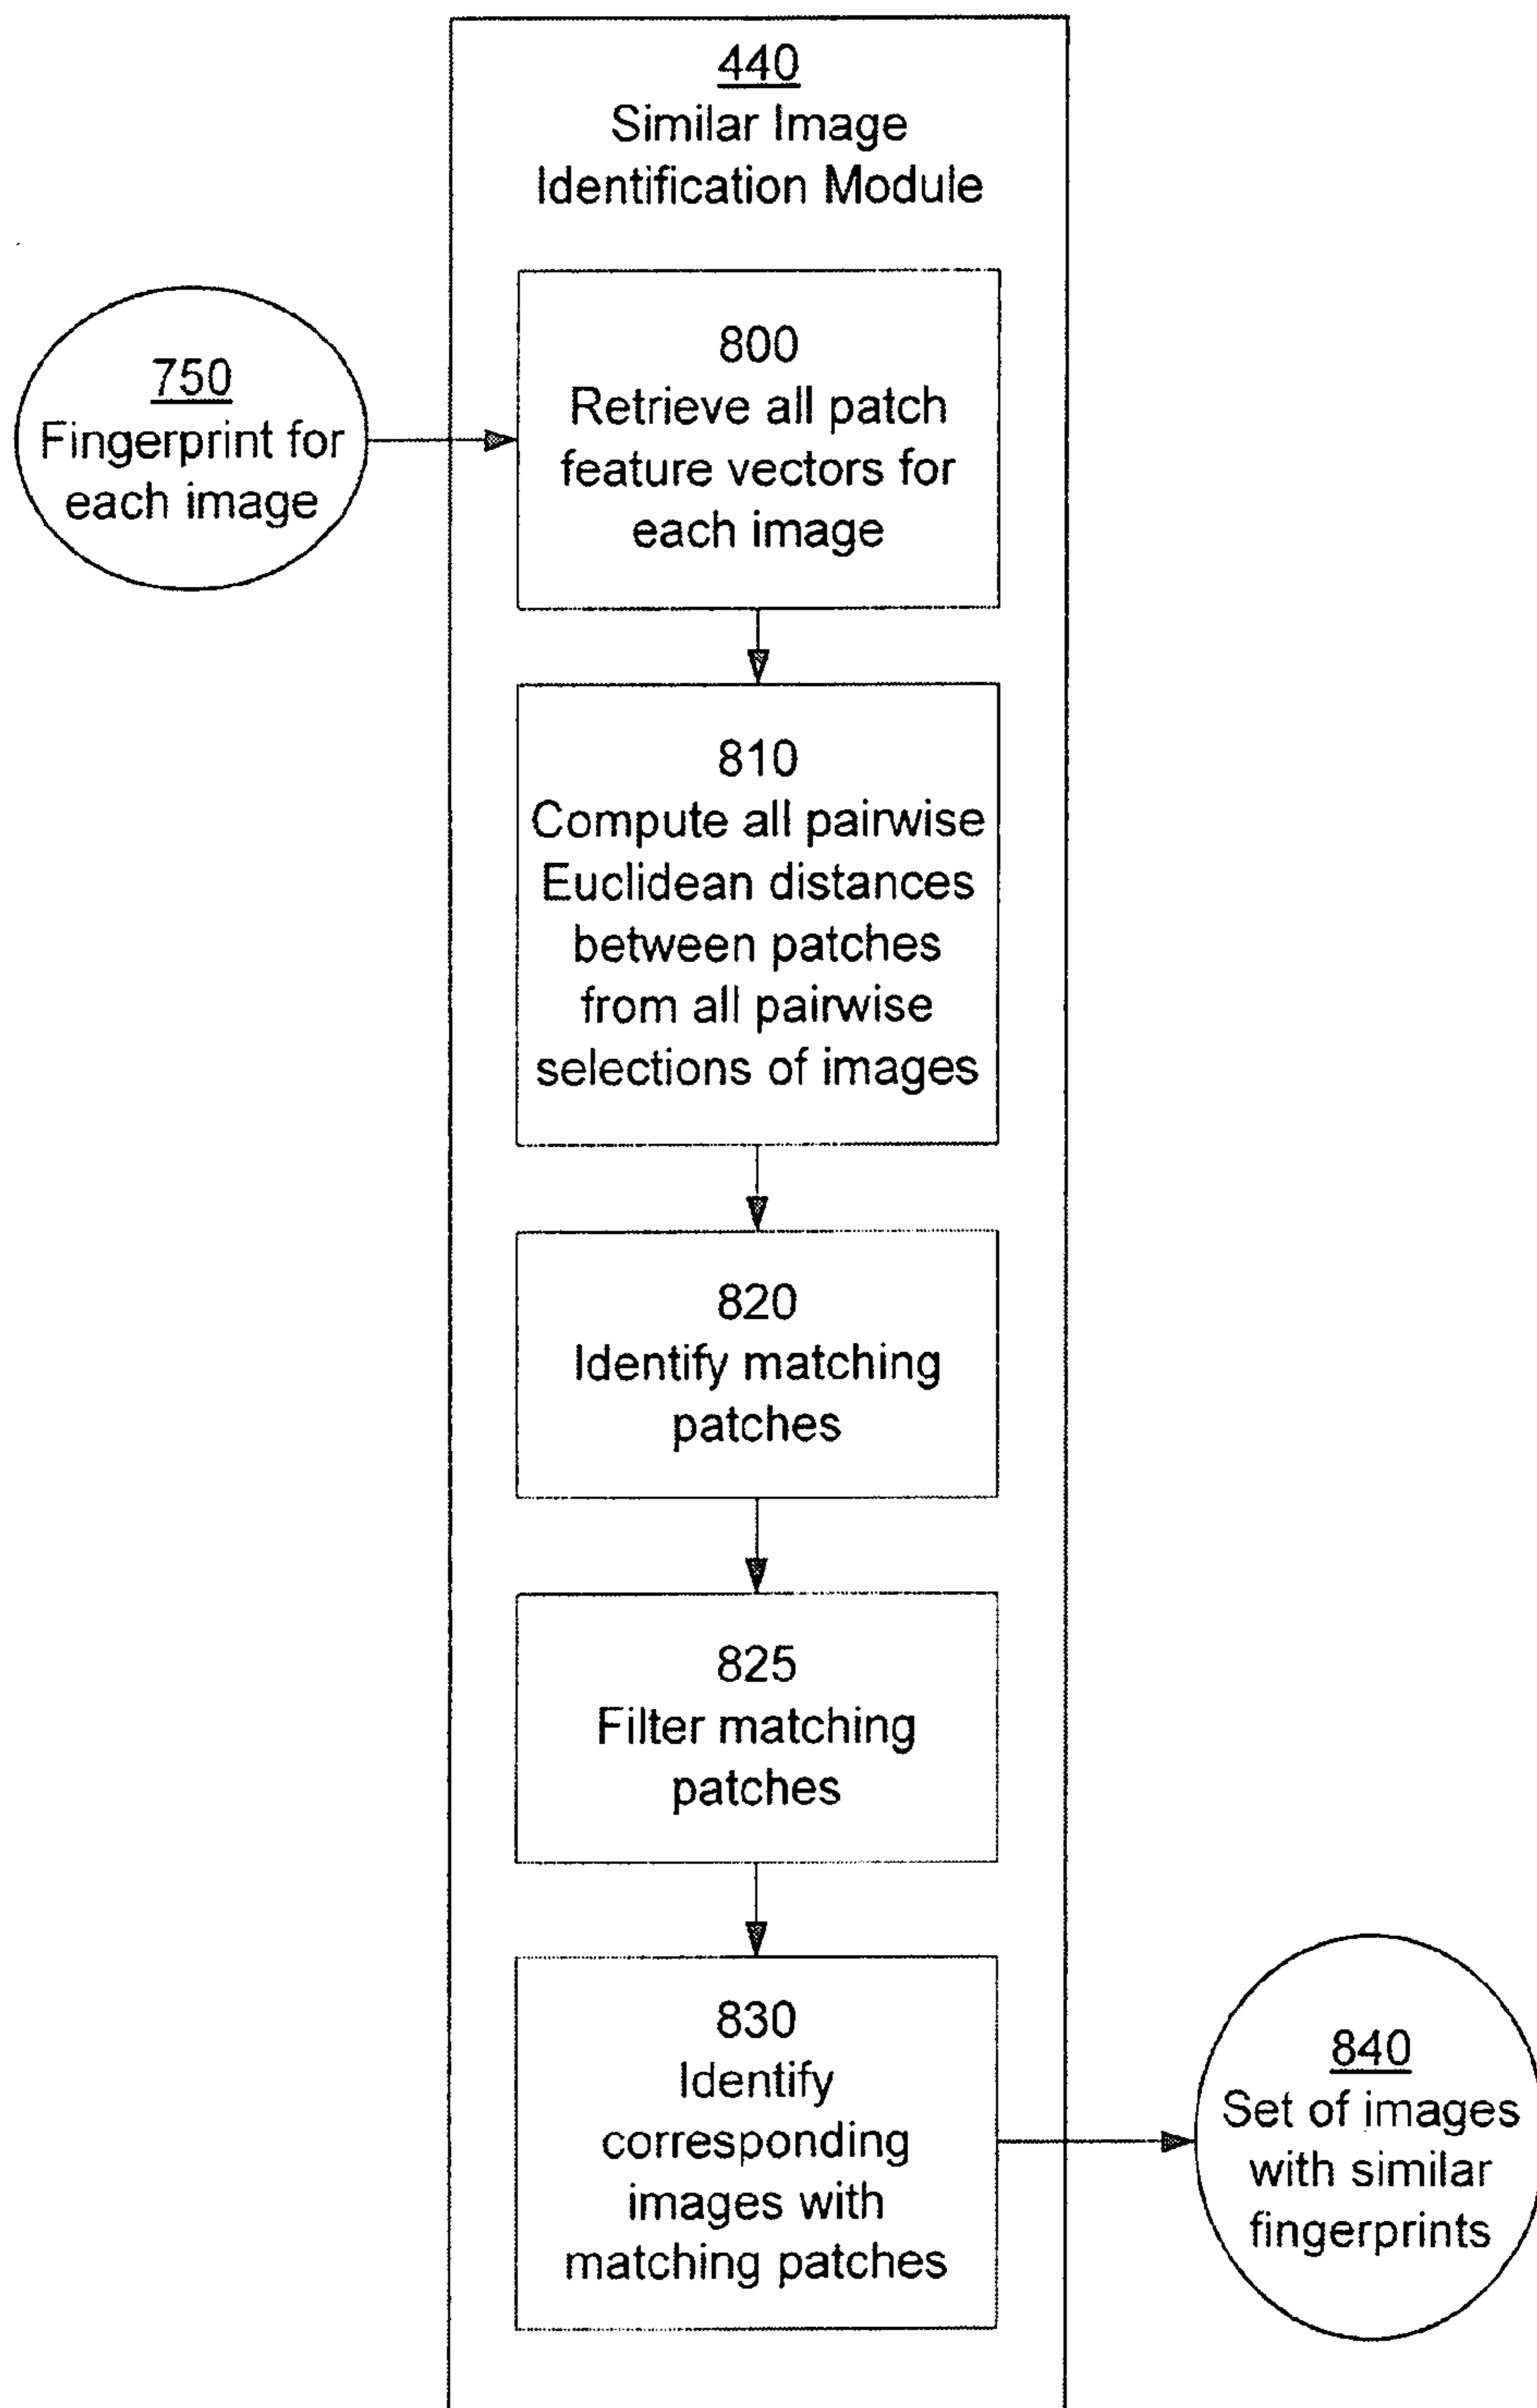 440
Similar Image
Identification Module
750
Fingerprint for
each image
800
Retrieve all patch
feature vectors for
each image
810
Compute all pairwise
Euclidean distances
between patches
from all pairwise
selections of images
820
Identify matching
patches
825
Filter matching
patches
830
Identify
corresponding
images with
matching patches
840
Set of images
with similar
fingerprints